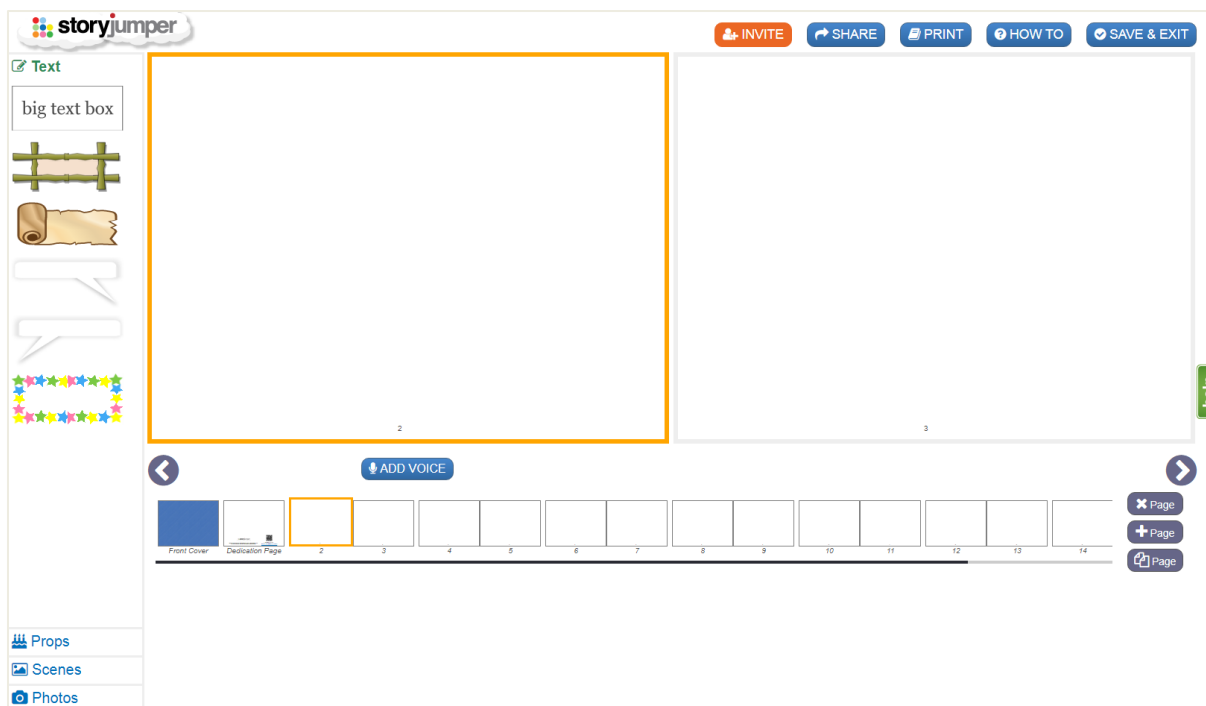 storyjumper
INVITE
SHARE
PRINT
HOW TO
SAVE & EXIT
Text
big text box
2
3
ADD VOICE
Front Cover
Dedication Page
2
3
4
5
6
7
8
9
10
11
12
13
14
Page
Page
Page
Props
Scenes
Photos